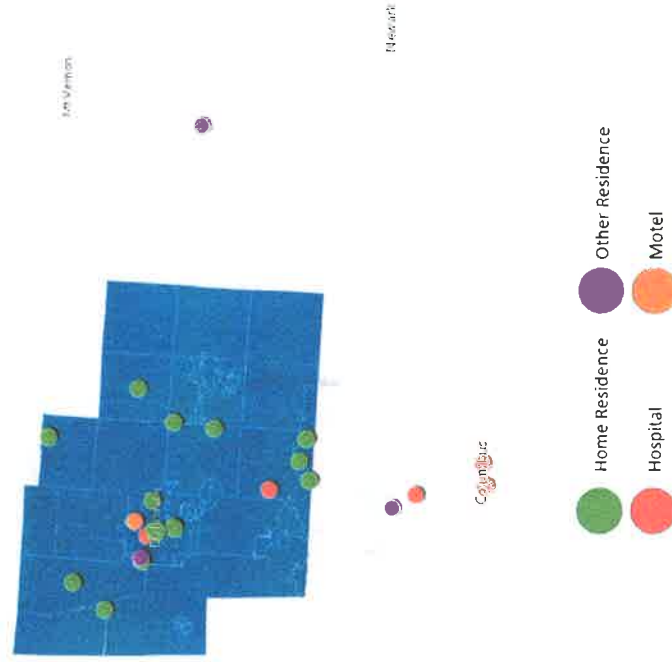 Mt Vernon
Newark
Columbus
Home Residence
Other Residence
Hospital
Motel